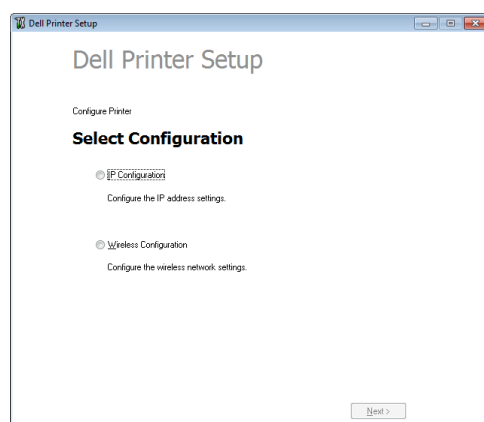 Dell Printer Setup
Dell Printer Setup
Configure Printer
Select Configuration
IP Configuration
Configure the IP address settings.
Wireless Configuration
Configure the wireless network settings.
Next >